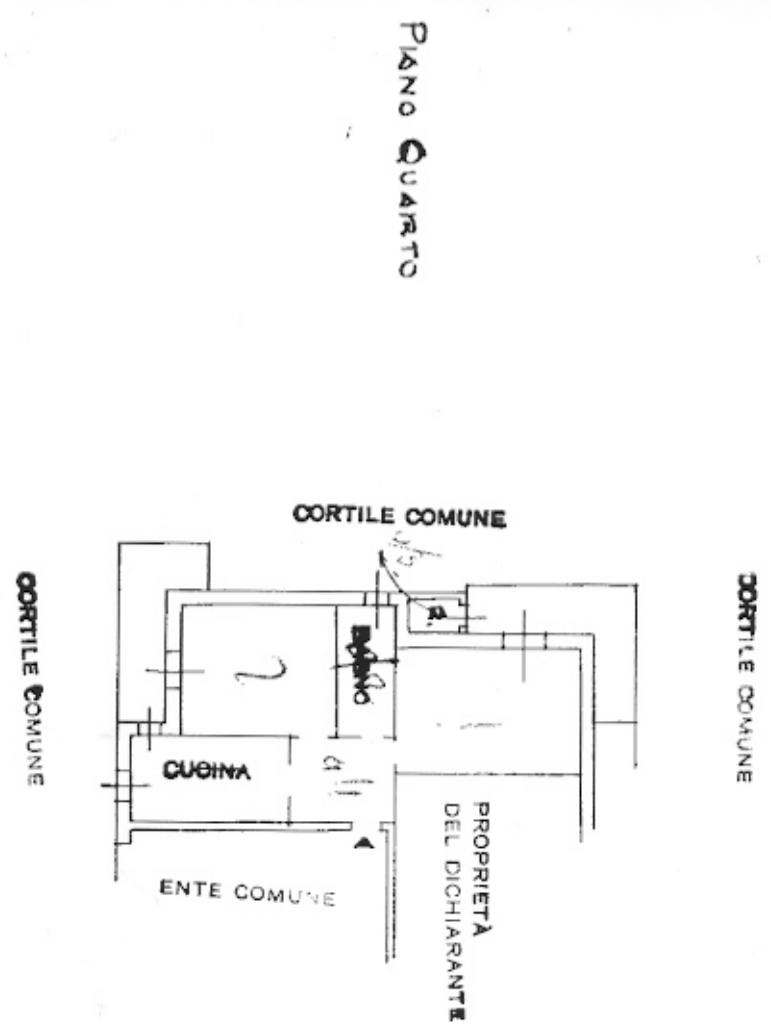 PIANO QUARTO
CORTILE COMUNE
CORTILE COMUNE
CORTILE COMUNE
BAGNO
CUCINA
PROPRIETÀ
DEL DICHIARANTE
ENTE COMUNE